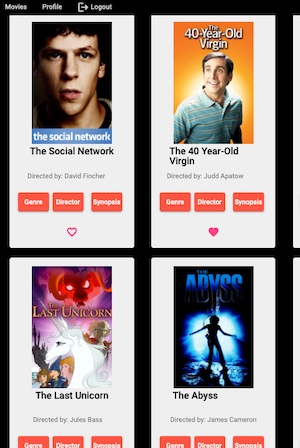 Movies Profile Logout
the social network
The Social Network
Directed by: David Fincher
Genre Director Synopsis
The
40-Year-Old
Virgin
The 40 Year-Old
Virgin
Directed by: Judd Apatow
Genre Director Synopsis
THE
LAST UNICORN
The Last Unicorn
Directed by: Jules Bass
Genre Director Synopsis
THE
ABYSS
The Abyss
Directed by: James Cameron
Genre Director Synopsis